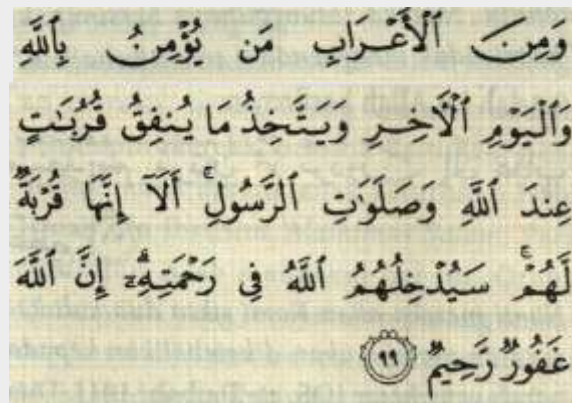 وَمِنَ ٱلْأَعْرَابِ مَن يُؤْمِنُ بِٱللَّهِ
وَٱلْيَوْمِ ٱلْآخِرِ وَيَتَّخِذُ مَا يُنفِقُ قُرُبَٰتٍ
عِندَ ٱللَّهِ وَصَلَوَٰتِ ٱلرَّسُولِ ۚ أَلَآ إِنَّهَا قُرْبَةٌ
لَّهُمْ ۚ سَيُدْخِلُهُمُ ٱللَّهُ فِي رَحْمَتِهِۦٓ ۗ إِنَّ ٱللَّهَ
غَفُورٌ رَّحِيمٌ ٩٩